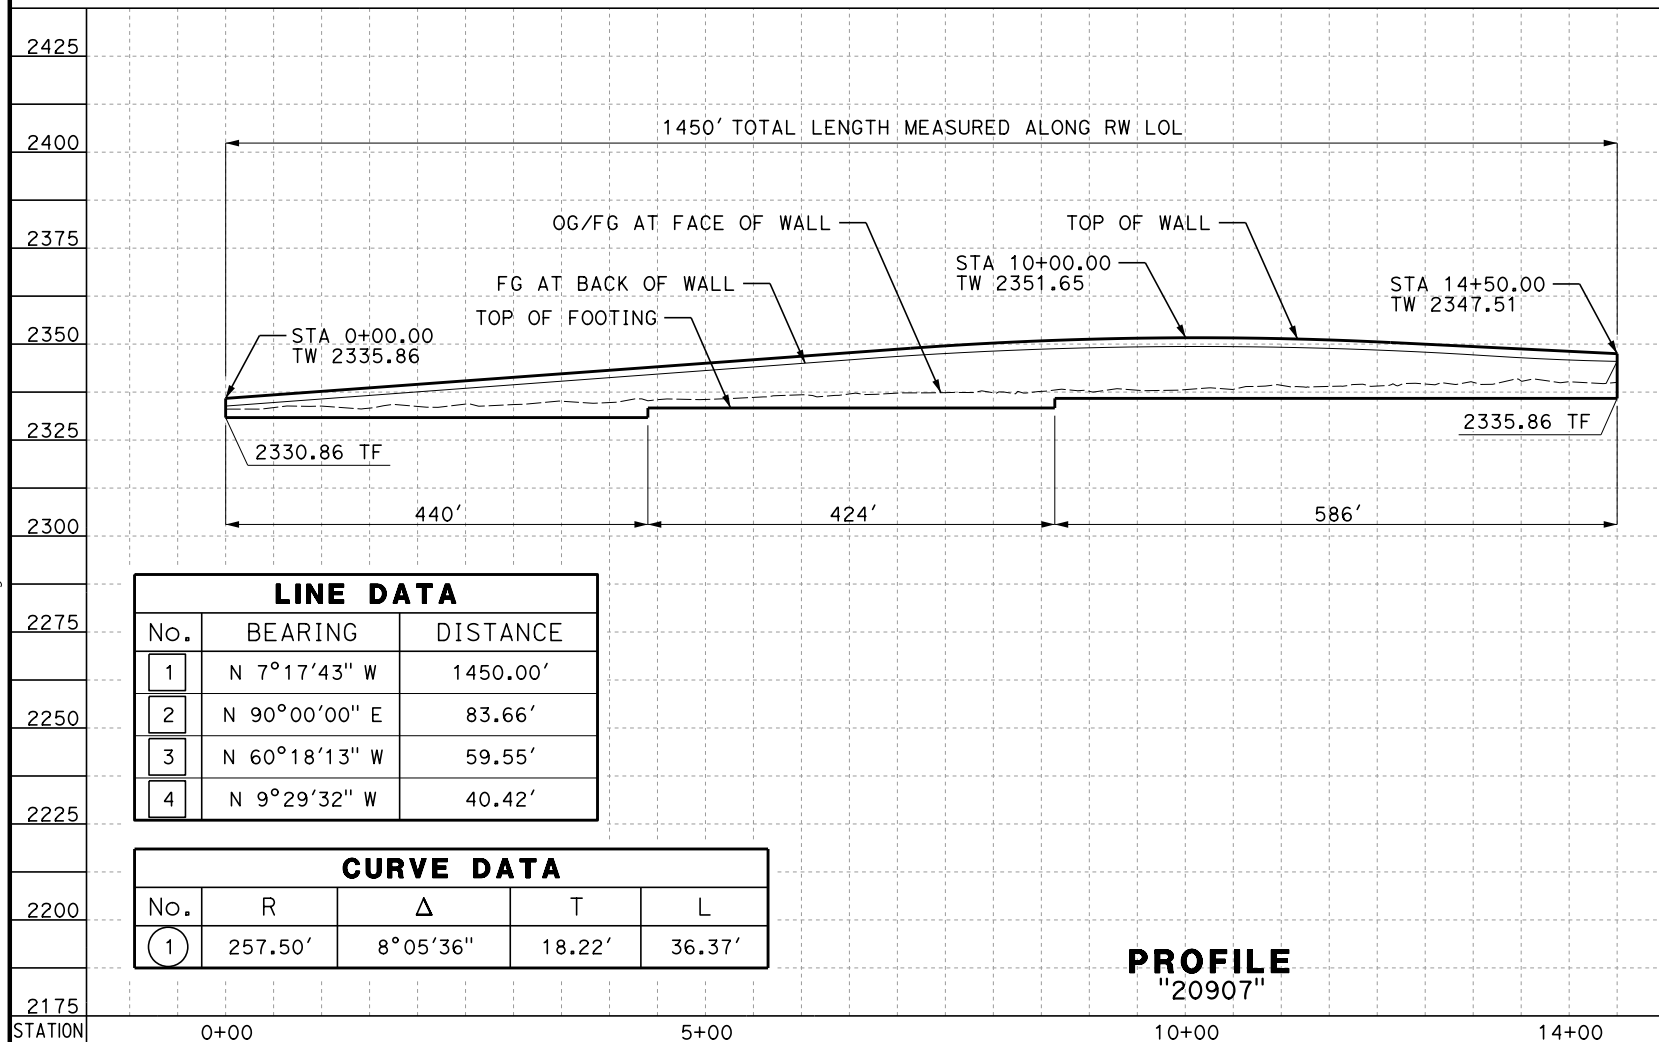 2425
2400
2375
2350
2325
2300
2275
2250
2225
2200
2175
1450' TOTAL LENGTH MEASURED ALONG RW LOL
OG/FG AT FACE OF WALL
TOP OF WALL
STA 10+00.00
TW 2351.65
FG AT BACK OF WALL
STA 14+50.00
TW 2347.51
TOP OF FOOTING
STA 0+00.00
TW 2335.86
2330.86 TF
2335.86 TF
440'
424'
586'
LINE DATA
No. BEARING DISTANCE
1 N 7°17'43" W 1450.00'
2 N 90°00'00" E 83.66'
3 N 60°18'13" W 59.55'
4 N 9°29'32" W 40.42'
CURVE DATA
No. R Δ T L
1 257.50' 8°05'36" 18.22' 36.37'
PROFILE
"20907"
STATION 0+00 5+00 10+00 14+00